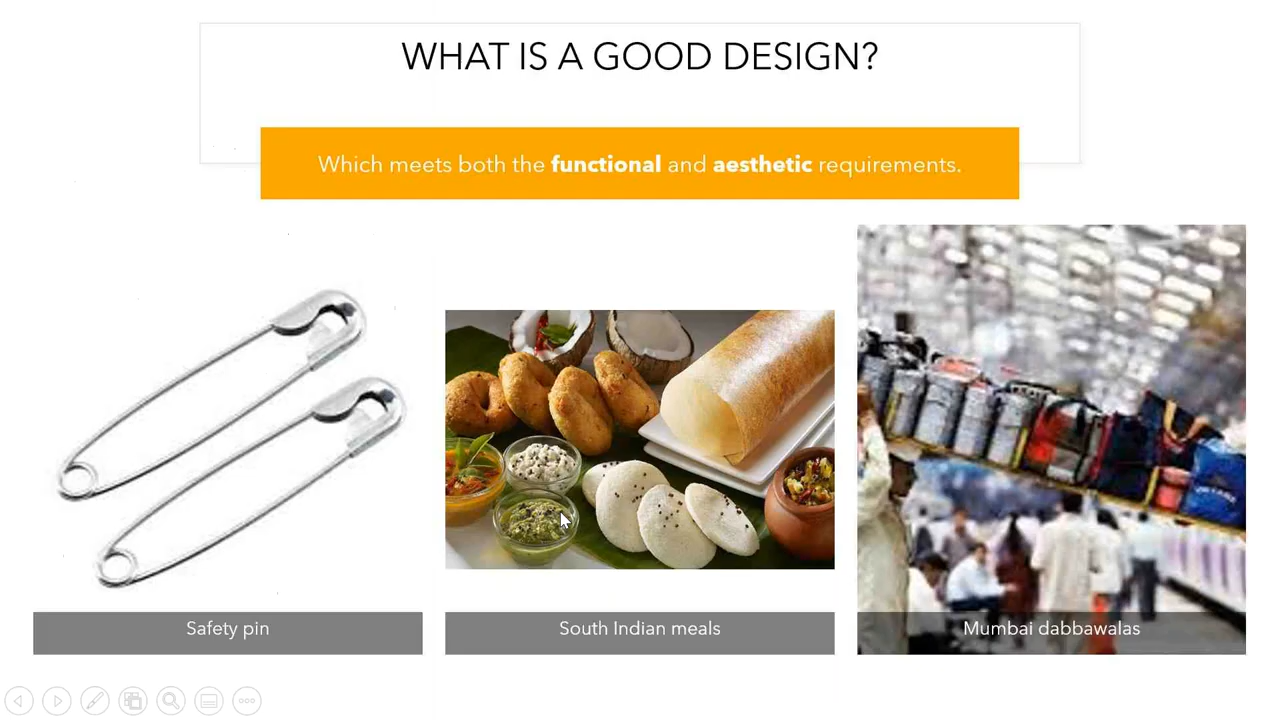 WHAT IS A GOOD DESIGN?
Which meets both the functional and aesthetic requirements.
Safety pin
South Indian meals
Mumbai dabbawalas